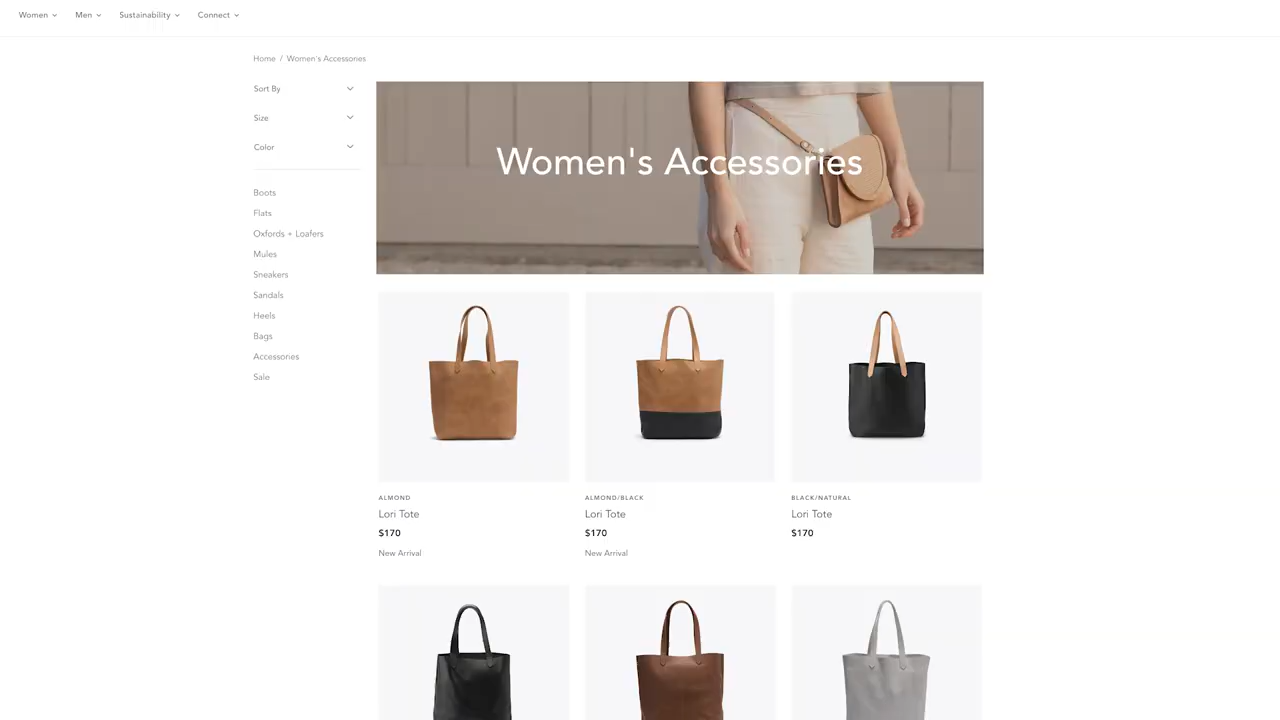 Women
Men
Sustainability
Connect
Home / Women's Accessories
Sort By
Size
Color
Boots
Flats
Oxfords + Loafers
Mules
Sneakers
Sandals
Heels
Bags
Accessories
Sale
Women's Accessories
ALMOND
Lori Tote
$170
New Arrival
ALMOND/BLACK
Lori Tote
$170
New Arrival
BLACK/NATURAL
Lori Tote
$170